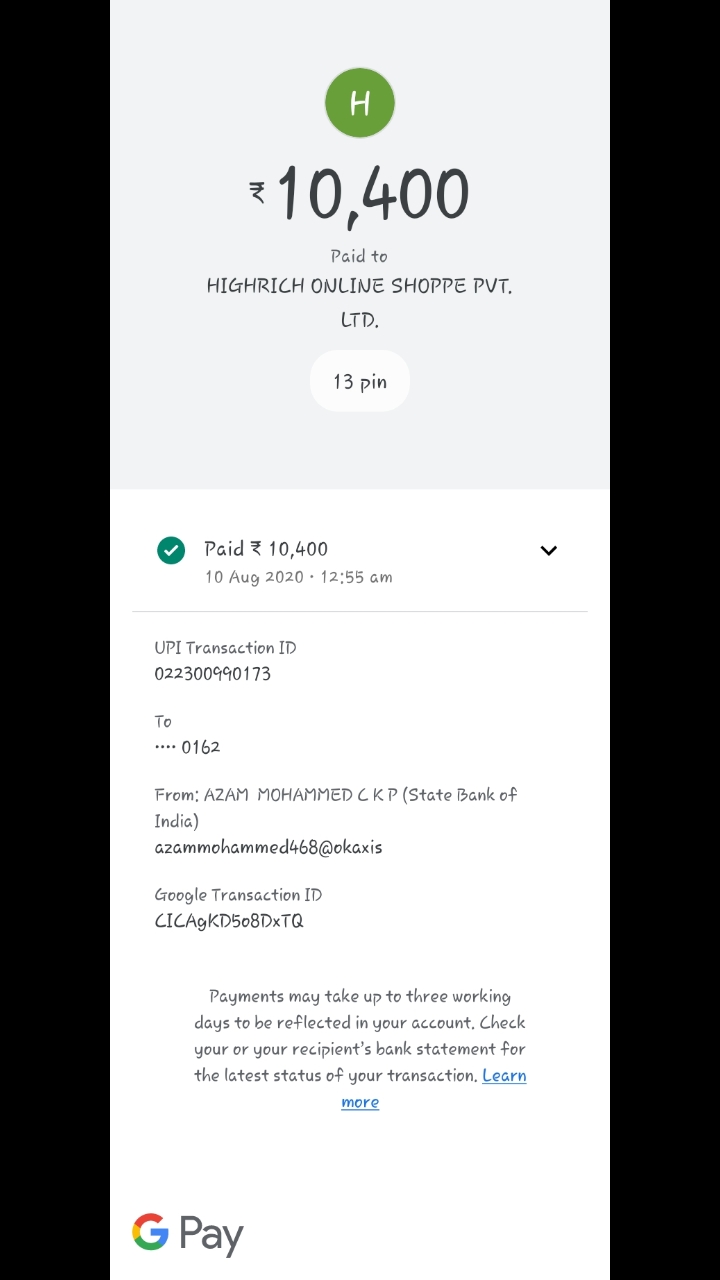 H
₹10,400
Paid to
HIGHRICH ONLINE SHOPPE PVT.
LTD.
13 pin
Paid ₹ 10,400
10 Aug 2020 • 12:55 am
UPI Transaction ID
022300990173
To
···· 0162
From: AZAM MOHAMMED C K P (State Bank of
India)
azammohammed468@okaxis
Google Transaction ID
CICAgKD5o8DxTQ
Payments may take up to three working
days to be reflected in your account. Check
your or your recipient's bank statement for
the latest status of your transaction. Learn
more
G Pay